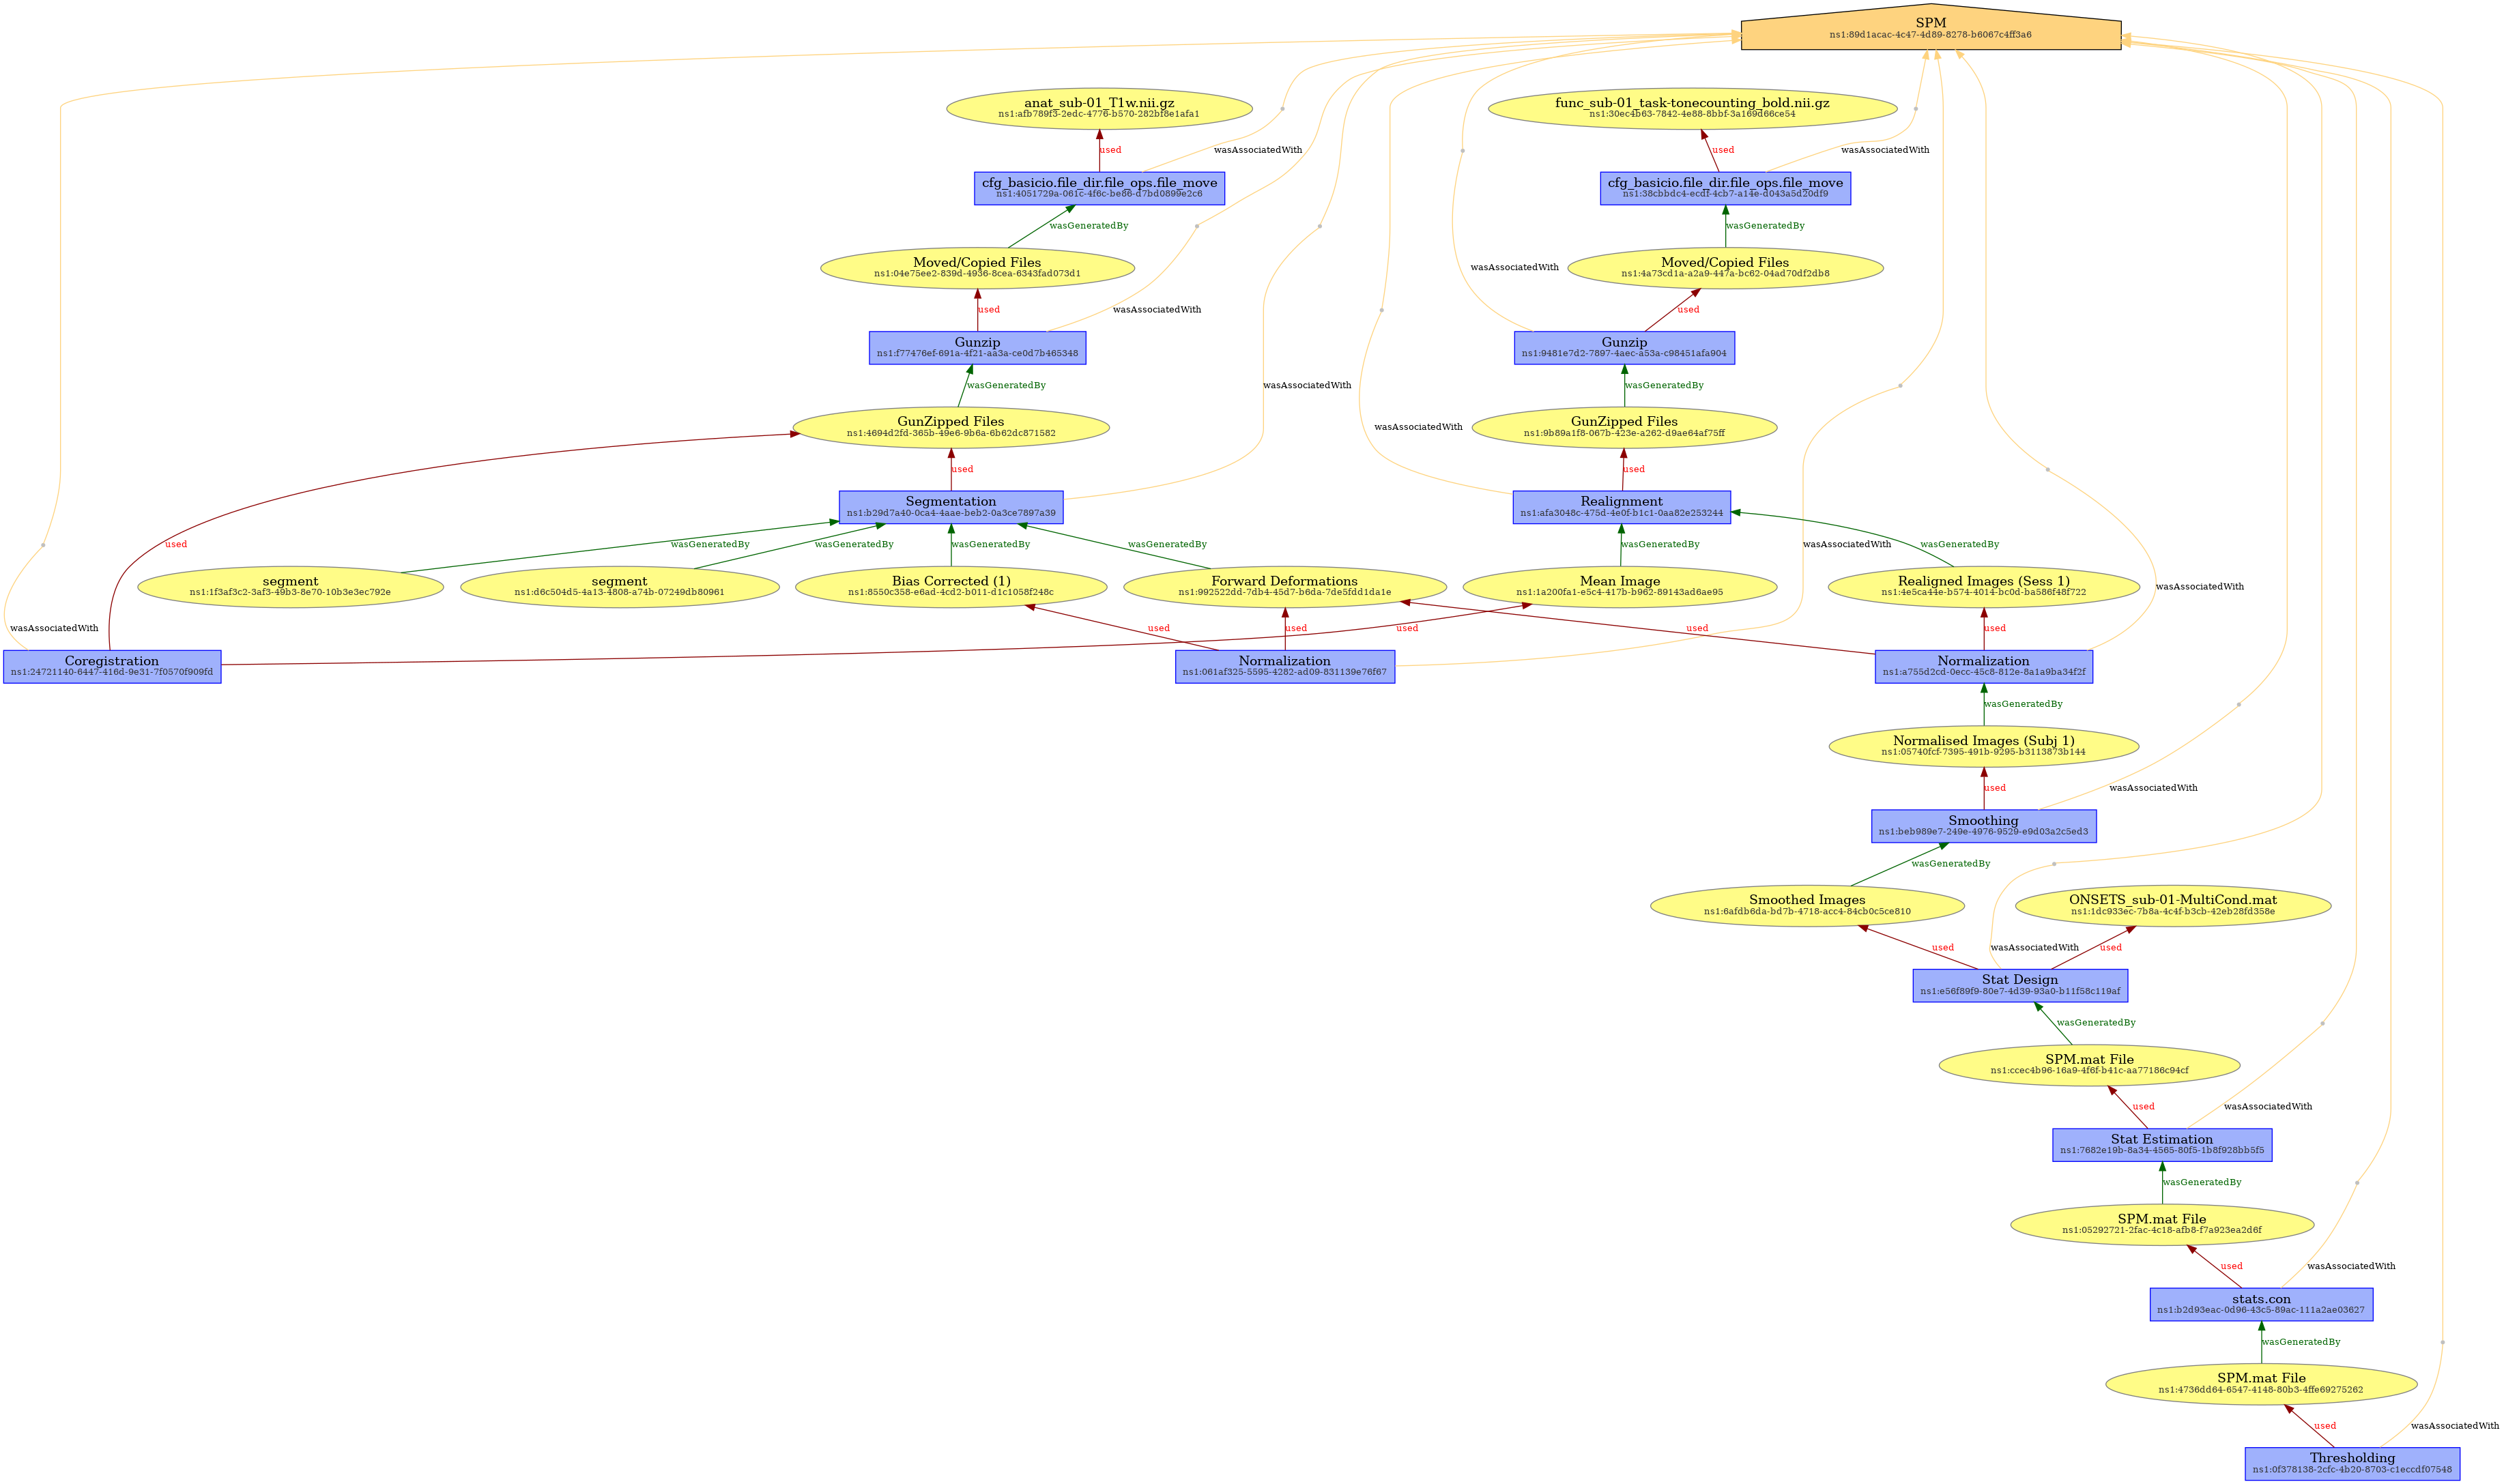 SPM
ns1:89d1acac-4c47-4d89-8278-b6067c4ff3a6
anat_sub-01_T1w.nii.gz
ns1:afb789f3-2edc-4776-b570-282bf8e1afa1
func_sub-01_task-tonecounting_bold.nii.gz
ns1:30ec4b63-7842-4e88-8bbf-3a169d66ce54
used
wasAssociatedWith
used
wasAssociatedWith
cfg_basicio.file_dir.file_ops.file_move
ns1:4051729a-061c-4f6c-be86-d7bd0899e2c6
cfg_basicio.file_dir.file_ops.file_move
ns1:38cbbdc4-ecdf-4cb7-a14e-d043a5d20df9
wasGeneratedBy
wasGeneratedBy
Moved/Copied Files
ns1:04e75ee2-839d-4936-8cea-6343fad073d1
wasAssociatedWith
Moved/Copied Files
ns1:4a73cd1a-a2a9-447a-bc62-04ad70df2db8
used
wasAssociatedWith
used
Gunzip
ns1:f77476ef-691a-4f21-aa3a-ce0d7b465348
Gunzip
ns1:9481e7d2-7897-4aec-a53a-c98451afa904
wasGeneratedBy
wasAssociatedWith
wasGeneratedBy
GunZipped Files
ns1:4694d2fd-365b-49e6-9b6a-6b62dc871582
wasAssociatedWith
GunZipped Files
ns1:9b89a1f8-067b-423e-a262-d9ae64af75ff
used
used
Segmentation
ns1:b29d7a40-0ca4-4aae-beb2-0a3ce7897a39
Realignment
ns1:afa3048c-475d-4e0f-b1c1-0aa82e253244
used
wasGeneratedBy
wasGeneratedBy
wasGeneratedBy
wasGeneratedBy
wasGeneratedBy
wasAssociatedWith
wasGeneratedBy
segment
ns1:1f3af3c2-3af3-49b3-8e70-10b3e3ec792e
segment
ns1:d6c504d5-4a13-4808-a74b-07249db80961
Bias Corrected (1)
ns1:8550c358-e6ad-4cd2-b011-d1c1058f248c
Forward Deformations
ns1:992522dd-7db4-45d7-b6da-7de5fdd1da1e
Mean Image
ns1:1a200fa1-e5c4-417b-b962-89143ad6ae95
Realigned Images (Sess 1)
ns1:4e5ca44e-b574-4014-bc0d-ba586f48f722
wasAssociatedWith
used
used
used
used
used
wasAssociatedWith
Coregistration
ns1:24721140-6447-416d-9e31-7f0570f909fd
Normalization
ns1:061af325-5595-4282-ad09-831139e76f67
Normalization
ns1:a755d2cd-0ecc-45c8-812e-8a1a9ba34f2f
wasGeneratedBy
Normalised Images (Subj 1)
ns1:05740fcf-7395-491b-9295-b3113873b144
used
wasAssociatedWith
Smoothing
ns1:beb989e7-249e-4976-9529-e9d03a2c5ed3
wasGeneratedBy
Smoothed Images
ns1:6afdb6da-bd7b-4718-acc4-84cb0c5ce810
ONSETS_sub-01-MultiCond.mat
ns1:1dc933ec-7b8a-4c4f-b3cb-42eb28fd358e
used
wasAssociatedWith
used
Stat Design
ns1:e56f89f9-80e7-4d39-93a0-b11f58c119af
wasGeneratedBy
SPM.mat File
ns1:ccec4b96-16a9-4f6f-b41c-aa77186c94cf
used
wasAssociatedWith
Stat Estimation
ns1:7682e19b-8a34-4565-80f5-1b8f928bb5f5
wasGeneratedBy
SPM.mat File
ns1:05292721-2fac-4c18-afb8-f7a923ea2d6f
used
wasAssociatedWith
stats.con
ns1:b2d93eac-0d96-43c5-89ac-111a2ae03627
wasGeneratedBy
SPM.mat File
ns1:4736dd64-6547-4148-80b3-4ffe69275262
used
wasAssociatedWith
Thresholding
ns1:0f378138-2cfc-4b20-8703-c1eccdf07548